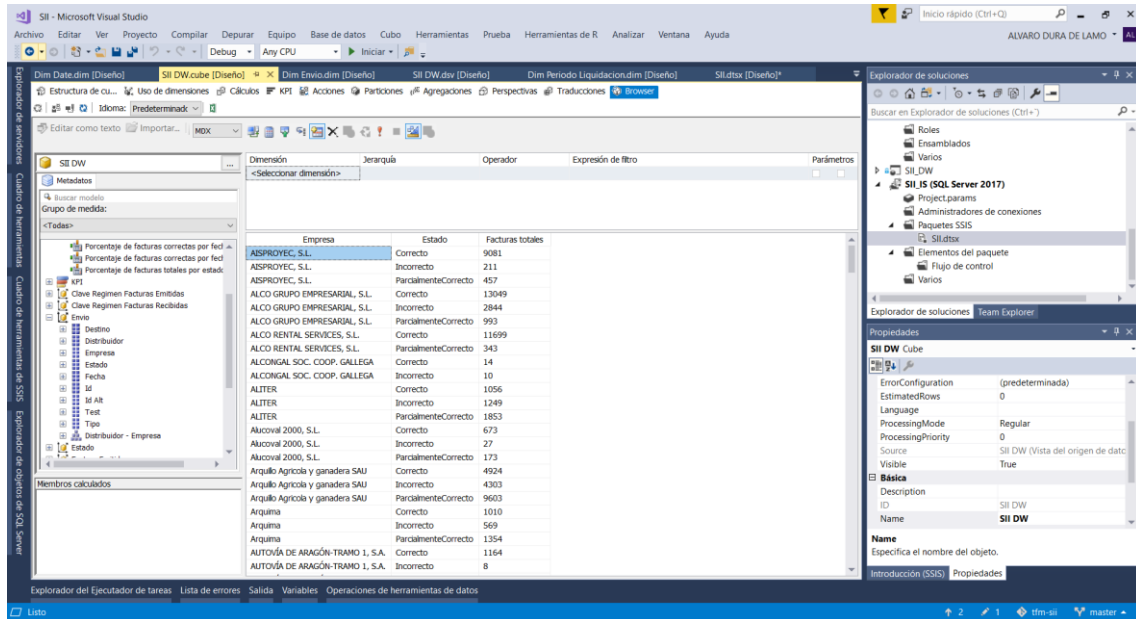 SII - Microsoft Visual Studio
Inicio rápido (Ctrl+Q)
Archivo Editar Ver Proyecto Compilar Depurar Equipo Base de datos Cubo Herramientas Prueba Herramientas de R Analizar Ventana Ayuda
ALVARO DURA DE LAMO AL
Debug Any CPU Iniciar
Dim Date.dim [Diseño] SII DW.cube [Diseño] Dim Envio.dim [Diseño] SII DW.dsv [Diseño] Dim Periodo Liquidacion.dim [Diseño] SII.dtsx [Diseño]*
Estructura de cu... Uso de dimensiones Cálculos KPI Acciones Particiones Agregaciones Perspectivas Traducciones Browser
Idioma: Predeterminado
Editar como texto Importar... MDX
SII DW ...
Metadatos
Buscar modelo
Grupo de medida:
<Todas>
Porcentaje de facturas correctas por fecl
Porcentaje de facturas correctas por fecl
Porcentaje de facturas totales por estado
KPI
Clave Regimen Facturas Emitidas
Clave Regimen Facturas Recibidas
Envio
Destino
Distribuidor
Empresa
Estado
Fecha
Id
Id Alt
Test
Tipo
Distribuidor - Empresa
Estado
Miembros calculados
Dimensión Jerarquía Operador Expresión de filtro Parámetros
<Seleccionar dimensión>
Empresa Estado Facturas totales
AISPROYEC, S.L. Correcto 9081
AISPROYEC, S.L. Incorrecto 211
AISPROYEC, S.L. ParcialmenteCorrecto 457
ALCO GRUPO EMPRESARIAL, S.L. Correcto 13049
ALCO GRUPO EMPRESARIAL, S.L. Incorrecto 2844
ALCO GRUPO EMPRESARIAL, S.L. ParcialmenteCorrecto 993
ALCO RENTAL SERVICES, S.L. Correcto 11699
ALCO RENTAL SERVICES, S.L. ParcialmenteCorrecto 343
ALCONGAL SOC. COOP. GALLEGA Correcto 14
ALCONGAL SOC. COOP. GALLEGA Incorrecto 10
ALITER Correcto 1056
ALITER Incorrecto 1249
ALITER ParcialmenteCorrecto 1853
Alucoval 2000, S.L. Correcto 673
Alucoval 2000, S.L. Incorrecto 27
Alucoval 2000, S.L. ParcialmenteCorrecto 173
Arquillo Agricola y ganadera SAU Correcto 4924
Arquillo Agricola y ganadera SAU Incorrecto 4303
Arquillo Agricola y ganadera SAU ParcialmenteCorrecto 9603
Arquima Correcto 1010
Arquima Incorrecto 569
Arquima ParcialmenteCorrecto 1354
AUTOVÍA DE ARAGÓN-TRAMO 1, S.A. Correcto 1164
AUTOVÍA DE ARAGÓN-TRAMO 1, S.A. Incorrecto 8
Explorador de soluciones
Buscar en Explorador de soluciones (Ctrl+')
Roles
Ensamblados
Varios
SII_DW
SII_IS (SQL Server 2017)
Project.params
Administradores de conexiones
Paquetes SSIS
SII.dtsx
Elementos del paquete
Flujo de control
Varios
Explorador de soluciones Team Explorer
Propiedades
SII DW Cube
ErrorConfiguration (predeterminada)
EstimatedRows 0
Language
ProcessingMode Regular
ProcessingPriority 0
Source SII DW (Vista del origen de datc
Visible True
Básica
Description
ID SII DW
Name SII DW
Name
Especifica el nombre del objeto.
Introducción (SSIS) Propiedades
Explorador de servidores
Cuadro de herramientas
Cuadro de herramientas de SSIS
Explorador de objetos de SQL Server
Explorador del Ejecutador de tareas Lista de errores Salida Variables Operaciones de herramientas de datos
Listo 2 1 tfm-sii master